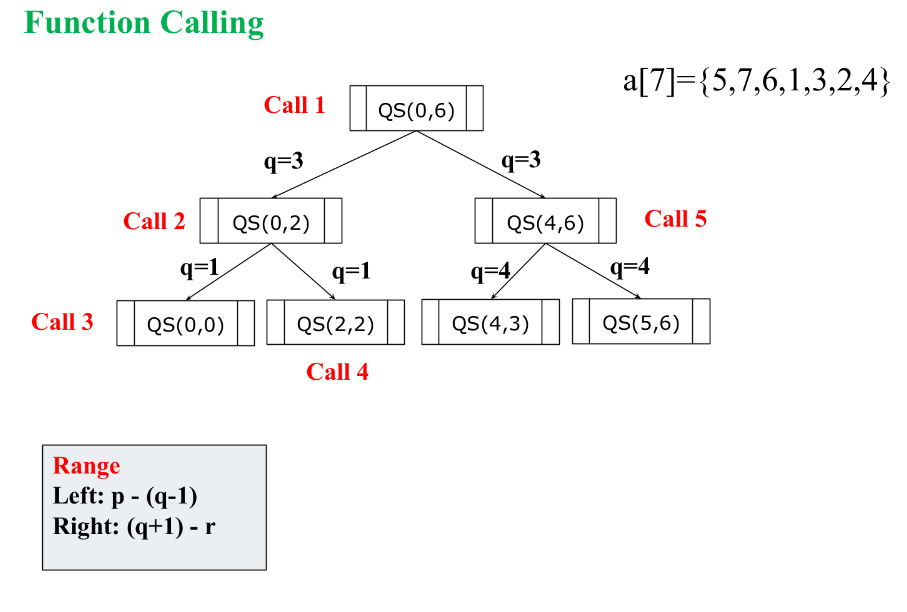 Function Calling
a[7]={5,7,6,1,3,2,4}
Call 1
QS(0,6)
q=3
q=3
Call 2
QS(0,2)
QS(4,6)
Call 5
q=1
q=1
q=4
q=4
Call 3
QS(0,0)
QS(2,2)
QS(4,3)
QS(5,6)
Call 4
Range
Left: p - (q-1)
Right: (q+1) - r